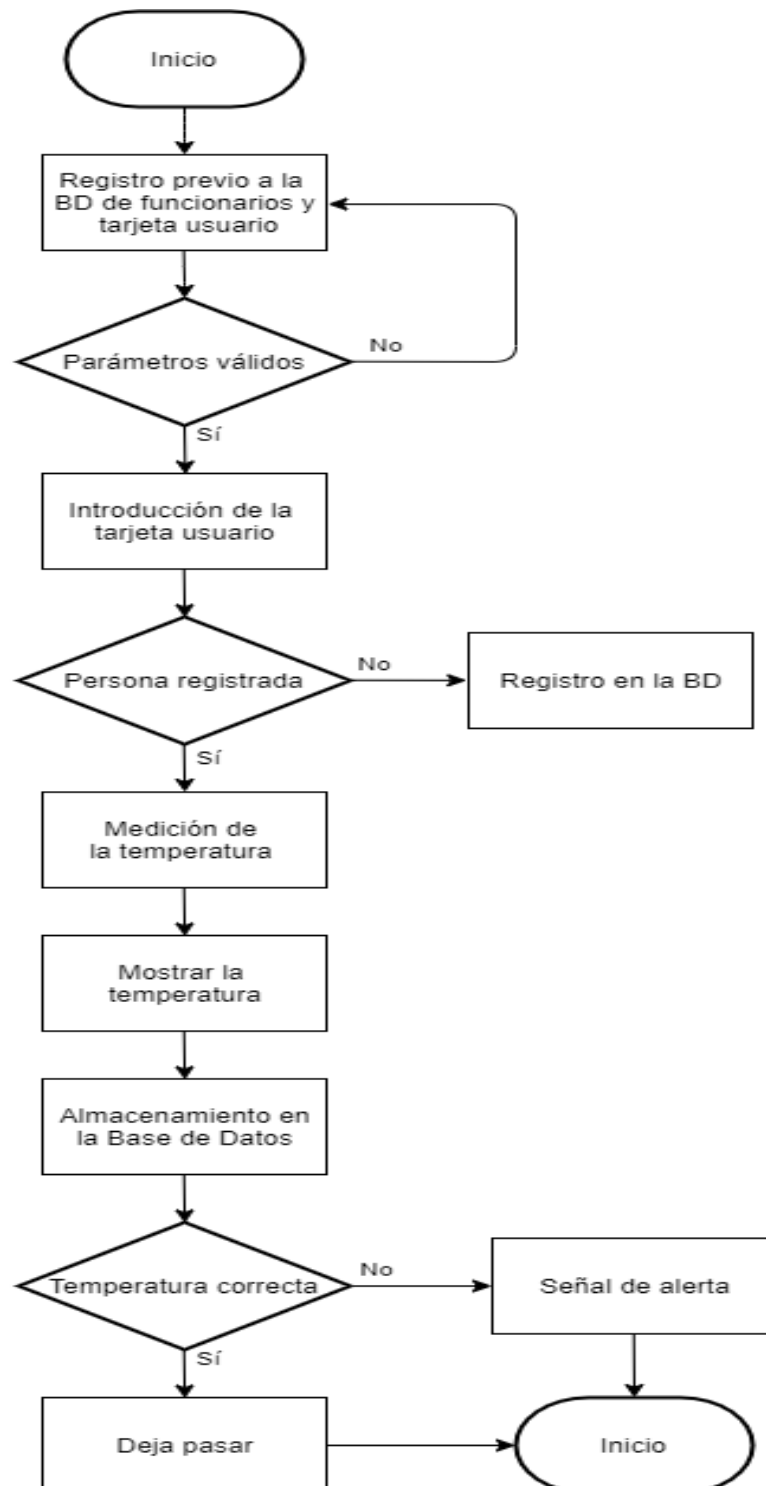 Inicio
Registro previo a la
BD de funcionarios y
tarjeta usuario
Parámetros válidos
No
Sí
Introducción de la
tarjeta usuario
Persona registrada
No
Registro en la BD
Sí
Medición de
la temperatura
Mostrar la
temperatura
Almacenamiento en
la Base de Datos
Temperatura correcta
No
Señal de alerta
Sí
Deja pasar
Inicio